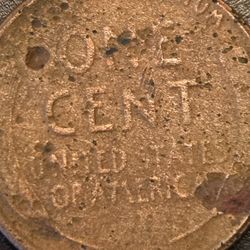 ONE
CENT
UNITED STATES
OF AMERICA